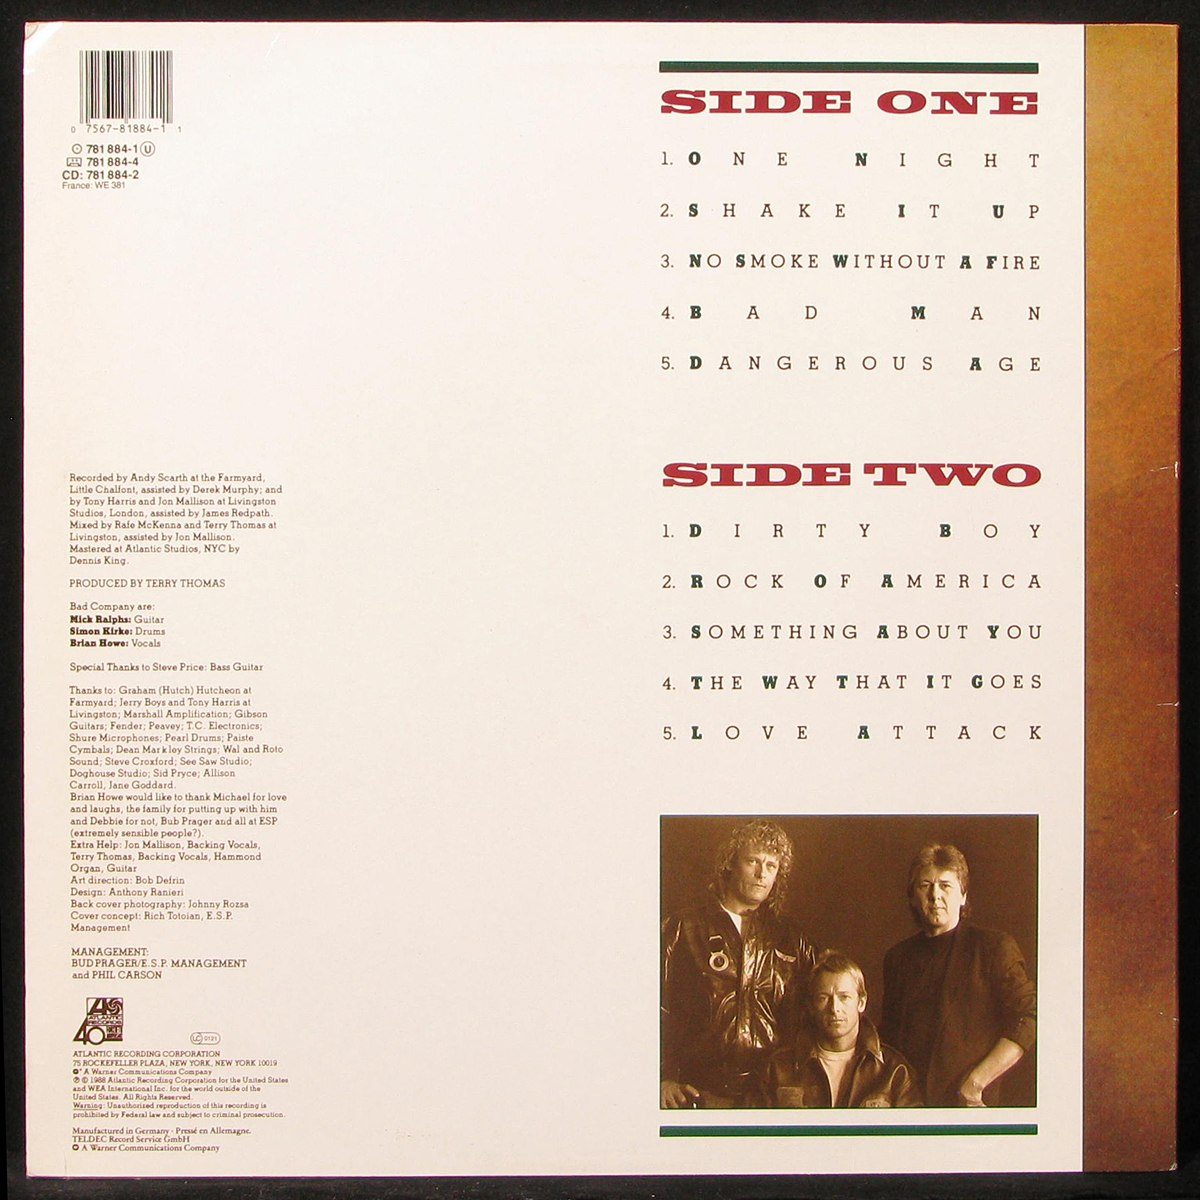 0 7567-81884-1 1
781 884-1 U
781 884-4
CD: 781 884-2
France: WE 381
SIDE ONE
1. ONE NIGHT
2. SHAKE IT UP
3. NO SMOKE WITHOUT A FIRE
4. BAD MAN
5. DANGEROUS AGE
SIDE TWO
1. DIRTY BOY
2. ROCK OF AMERICA
3. SOMETHING ABOUT YOU
4. THE WAY THAT IT GOES
5. LOVE ATTACK
Recorded by Andy Scarth at the Farmyard,
Little Chalfont, assisted by Derek Murphy; and
by Tony Harris and Jon Mallison at Livingston
Studios, London, assisted by James Redpath.
Mixed by Rafe McKenna and Terry Thomas at
Livingston, assisted by Jon Mallison.
Mastered at Atlantic Studios, NYC by
Dennis King.
PRODUCED BY TERRY THOMAS
Bad Company are:
Mick Ralphs: Guitar
Simon Kirke: Drums
Brian Howe: Vocals
Special Thanks to Steve Price: Bass Guitar
Thanks to: Graham (Hutch) Hutcheon at
Farmyard; Jerry Boys and Tony Harris at
Livingston; Marshall Amplification; Gibson
Guitars; Fender; Peavey; T.C. Electronics;
Shure Microphones; Pearl Drums; Paiste
Cymbals; Dean Markley Strings; Wal and Roto
Sound; Steve Croxford; See Saw Studio;
Doghouse Studio; Sid Pryce; Allison
Carroll, Jane Goddard.
Brian Howe would like to thank Michael for love
and laughs, the family for putting up with him
and Debbie for not, Bub Prager and all at ESP
(extremely sensible people?).
Extra Help: Jon Mallison, Backing Vocals,
Terry Thomas, Backing Vocals, Hammond
Organ, Guitar
Art direction: Bob Defrin
Design: Anthony Ranieri
Back cover photography: Johnny Rozsa
Cover concept: Rich Totoian, E.S.P.
Management
MANAGEMENT:
BUD PRAGER/E.S.P. MANAGEMENT
and PHIL CARSON
ATLANTIC
RECORDS
40
LC 0121
ATLANTIC RECORDING CORPORATION
75 ROCKEFELLER PLAZA, NEW YORK, NEW YORK 10019
A Warner Communications Company
℗ © 1988 Atlantic Recording Corporation for the United States
and WEA International Inc. for the world outside of the
United States. All Rights Reserved.
Warning: Unauthorized reproduction of this recording is
prohibited by Federal law and subject to criminal prosecution.
Manufactured in Germany · Pressé en Allemagne.
TELDEC Record Service GmbH
A Warner Communications Company